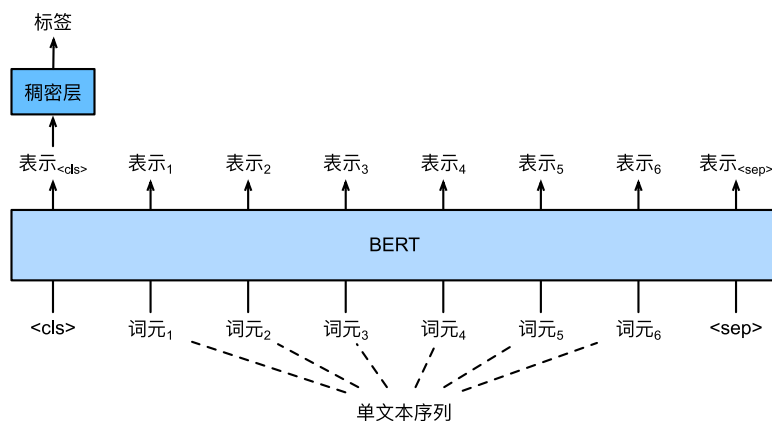 标签
稠密层
表示<cls> 表示1 表示2 表示3 表示4 表示5 表示6 表示<sep>
BERT
<cls> 词元1 词元2 词元3 词元4 词元5 词元6 <sep>
单文本序列